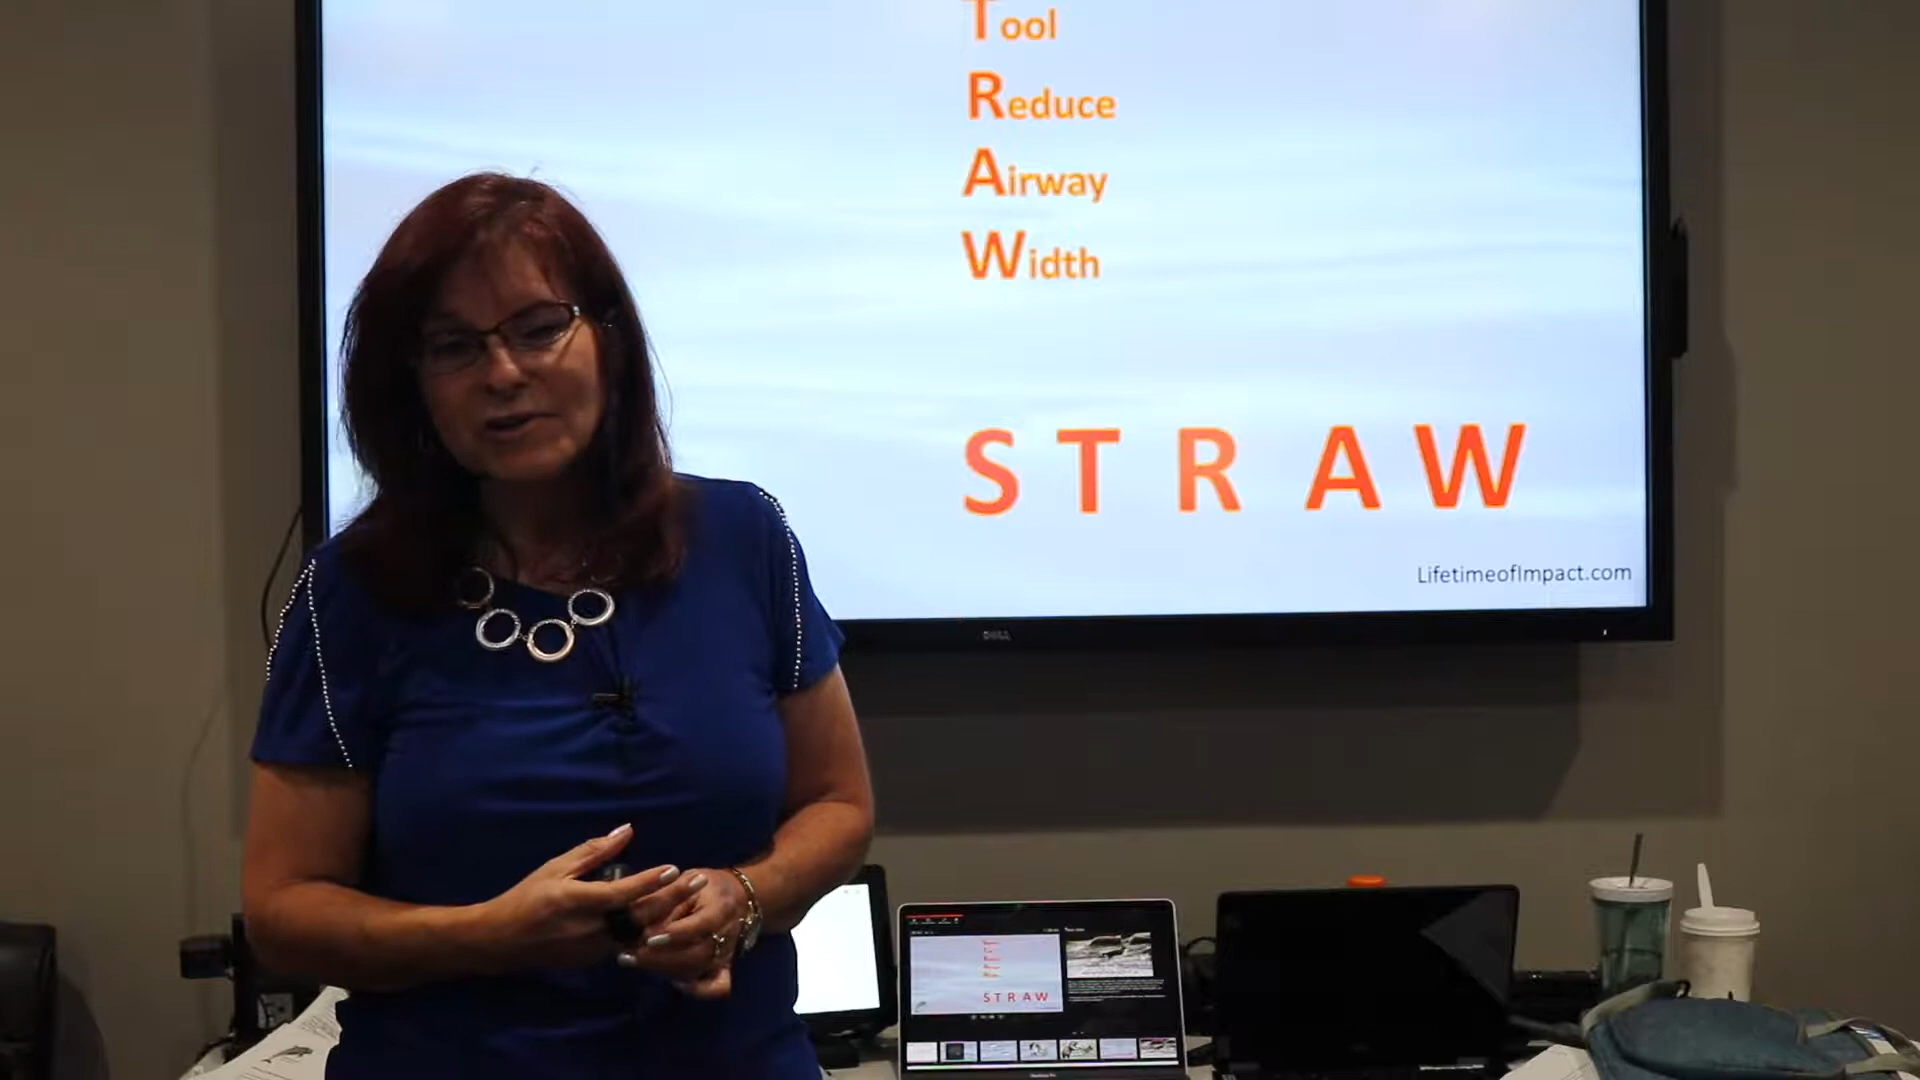 Tool
Reduce
Airway
Width
S T R A W
LifetimeofImpact.com
DELL
S T R A W